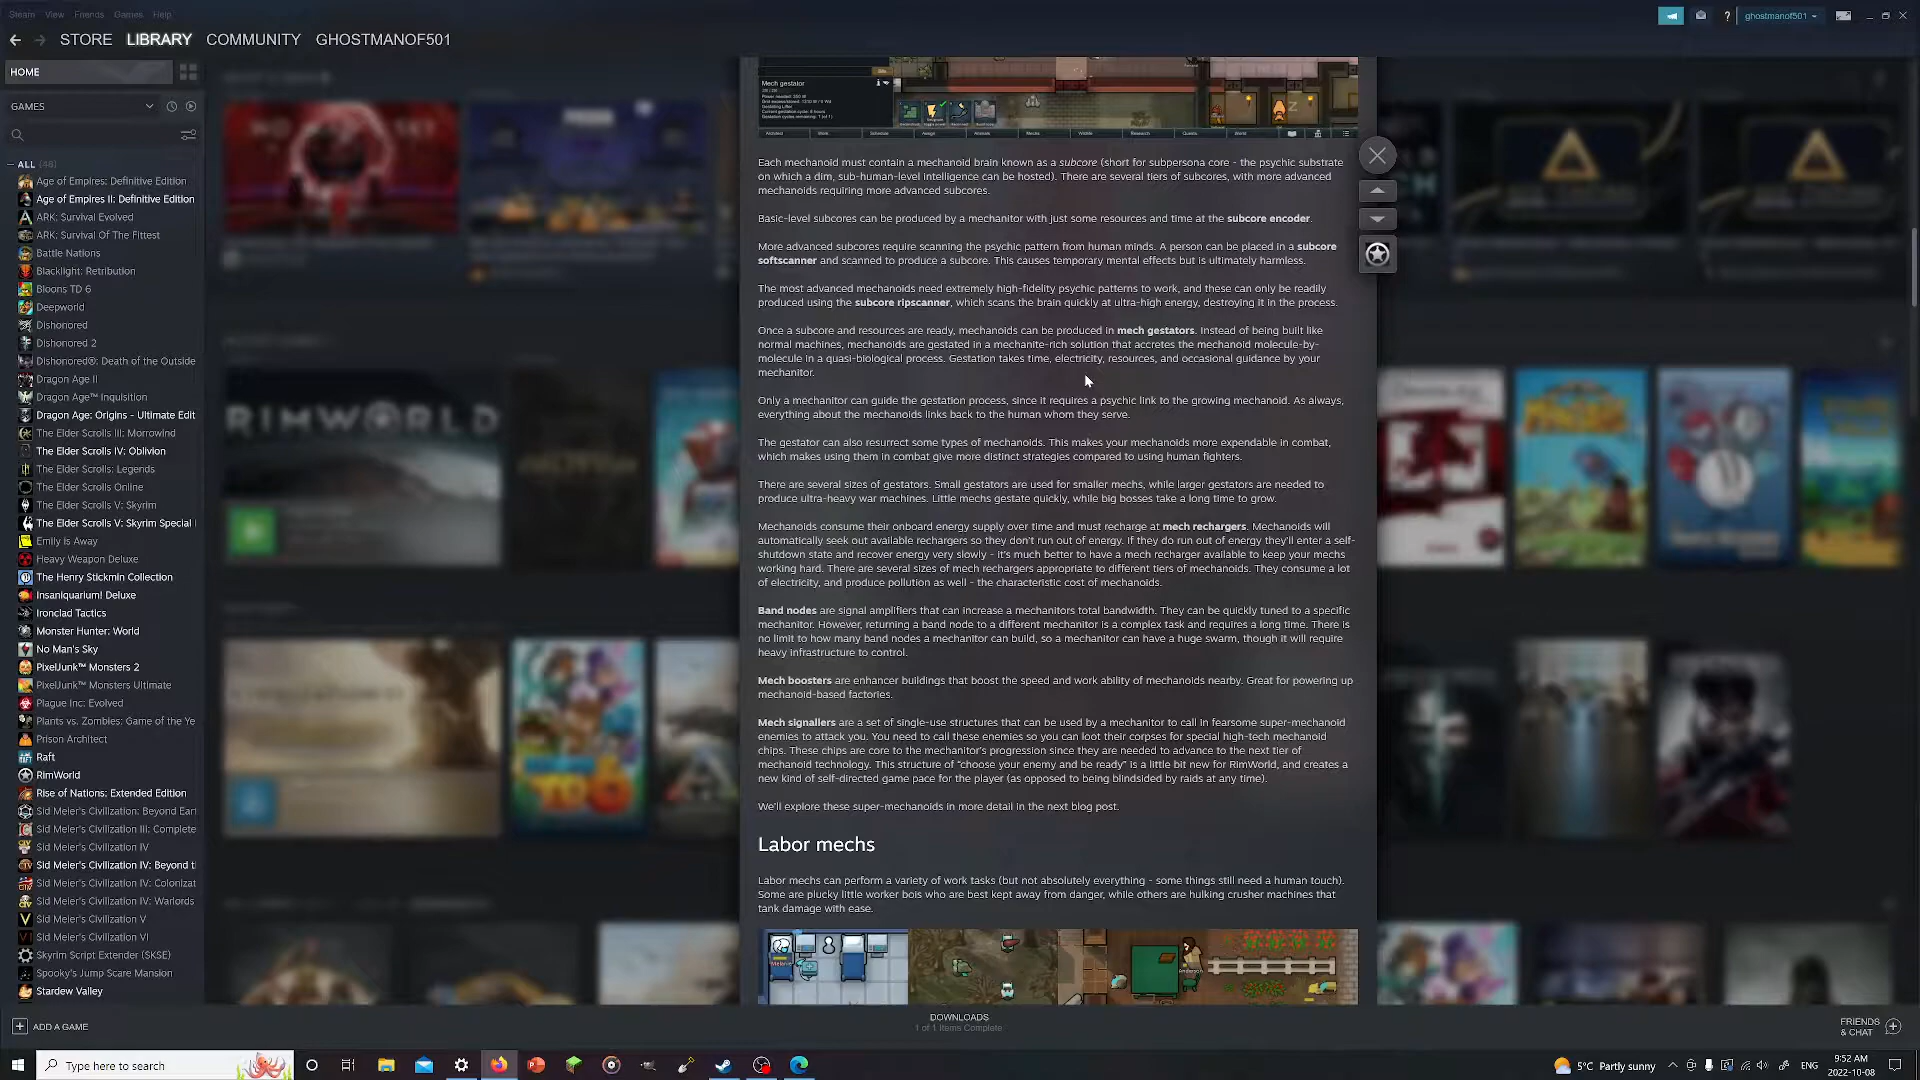 Steam View Friends Games Help
ghostmanof501
STORE LIBRARY COMMUNITY GHOSTMANOF501
HOME
GAMES
ALL (48)
Age of Empires: Definitive Edition
Age of Empires II: Definitive Edition
ARK: Survival Evolved
ARK: Survival Of The Fittest
Battle Nations
Blacklight: Retribution
Bloons TD 6
Deepworld
Dishonored
Dishonored 2
Dishonored®: Death of the Outside
Dragon Age II
Dragon Age™ Inquisition
Dragon Age: Origins - Ultimate Edit
The Elder Scrolls III: Morrowind
The Elder Scrolls IV: Oblivion
The Elder Scrolls: Legends
The Elder Scrolls Online
The Elder Scrolls V: Skyrim
The Elder Scrolls V: Skyrim Special
Emily is Away
Heavy Weapon Deluxe
The Henry Stickmin Collection
Insaniquarium! Deluxe
Ironclad Tactics
Monster Hunter: World
No Man's Sky
PixelJunk™ Monsters 2
PixelJunk™ Monsters Ultimate
Plague Inc: Evolved
Plants vs. Zombies: Game of the Ye
Prison Architect
Raft
RimWorld
Rise of Nations: Extended Edition
Sid Meier's Civilization: Beyond Eart
Sid Meier's Civilization III: Complete
Sid Meier's Civilization IV
Sid Meier's Civilization IV: Beyond t
Sid Meier's Civilization IV: Colonizat
Sid Meier's Civilization IV: Warlords
Sid Meier's Civilization V
Sid Meier's Civilization VI
Skyrim Script Extender (SKSE)
Spooky's Jump Scare Mansion
Stardew Valley
RIMWORLD
Mech gestator
Each mechanoid must contain a mechanoid brain known as a subcore (short for subpersona core - the psychic substrate
on which a dim, sub-human-level intelligence can be hosted). There are several tiers of subcores, with more advanced
mechanoids requiring more advanced subcores.
Basic-level subcores can be produced by a mechanitor with just some resources and time at the subcore encoder.
More advanced subcores require scanning the psychic pattern from human minds. A person can be placed in a subcore
softscanner and scanned to produce a subcore. This causes temporary mental effects but is ultimately harmless.
The most advanced mechanoids need extremely high-fidelity psychic patterns to work, and these can only be readily
produced using the subcore ripscanner, which scans the brain quickly at ultra-high energy, destroying it in the process.
Once a subcore and resources are ready, mechanoids can be produced in mech gestators. Instead of being built like
normal machines, mechanoids are gestated in a mechanite-rich solution that accretes the mechanoid molecule-by-
molecule in a quasi-biological process. Gestation takes time, electricity, resources, and occasional guidance by your
mechanitor.
Only a mechanitor can guide the gestation process, since it requires a psychic link to the growing mechanoid. As always,
everything about the mechanoids links back to the human whom they serve.
The gestator can also resurrect some types of mechanoids. This makes your mechanoids more expendable in combat,
which makes using them in combat give more distinct strategies compared to using human fighters.
There are several sizes of gestators. Small gestators are used for smaller mechs, while larger gestators are needed to
produce ultra-heavy war machines. Little mechs gestate quickly, while big bosses take a long time to grow.
Mechanoids consume their onboard energy supply over time and must recharge at mech rechargers. Mechanoids will
automatically seek out available rechargers so they don't run out of energy. If they do run out of energy they'll enter a self-
shutdown state and recover energy very slowly - it's much better to have a mech recharger available to keep your mechs
working hard. There are several sizes of mech rechargers appropriate to different tiers of mechanoids. They consume a lot
of electricity, and produce pollution as well - the characteristic cost of mechanoids.
Band nodes are signal amplifiers that can increase a mechanitors total bandwidth. They can be quickly tuned to a specific
mechanitor. However, returning a band node to a different mechanitor is a complex task and requires a long time. There is
no limit to how many band nodes a mechanitor can build, so a mechanitor can have a huge swarm, though it will require
heavy infrastructure to control.
Mech boosters are enhancer buildings that boost the speed and work ability of mechanoids nearby. Great for powering up
mechanoid-based factories.
Mech signallers are a set of single-use structures that can be used by a mechanitor to call in fearsome super-mechanoid
enemies to attack you. You need to call these enemies so you can loot their corpses for special high-tech mechanoid
chips. These chips are core to the mechanitor's progression since they are needed to advance to the next tier of
mechanoid technology. This structure of "choose your enemy and be ready" is a little bit new for RimWorld, and creates a
new kind of self-directed game pace for the player (as opposed to being blindsided by raids at any time).
We'll explore these super-mechanoids in more detail in the next blog post.
Labor mechs
Labor mechs can perform a variety of work tasks (but not absolutely everything - some things still need a human touch).
Some are plucky little worker bois who are best kept away from danger, while others are hulking crusher machines that
tank damage with ease.
ADD A GAME
DOWNLOADS
1 of 1 Items Complete
FRIENDS
& CHAT
Type here to search
5°C Partly sunny
ENG
9:52 AM
2022-10-08